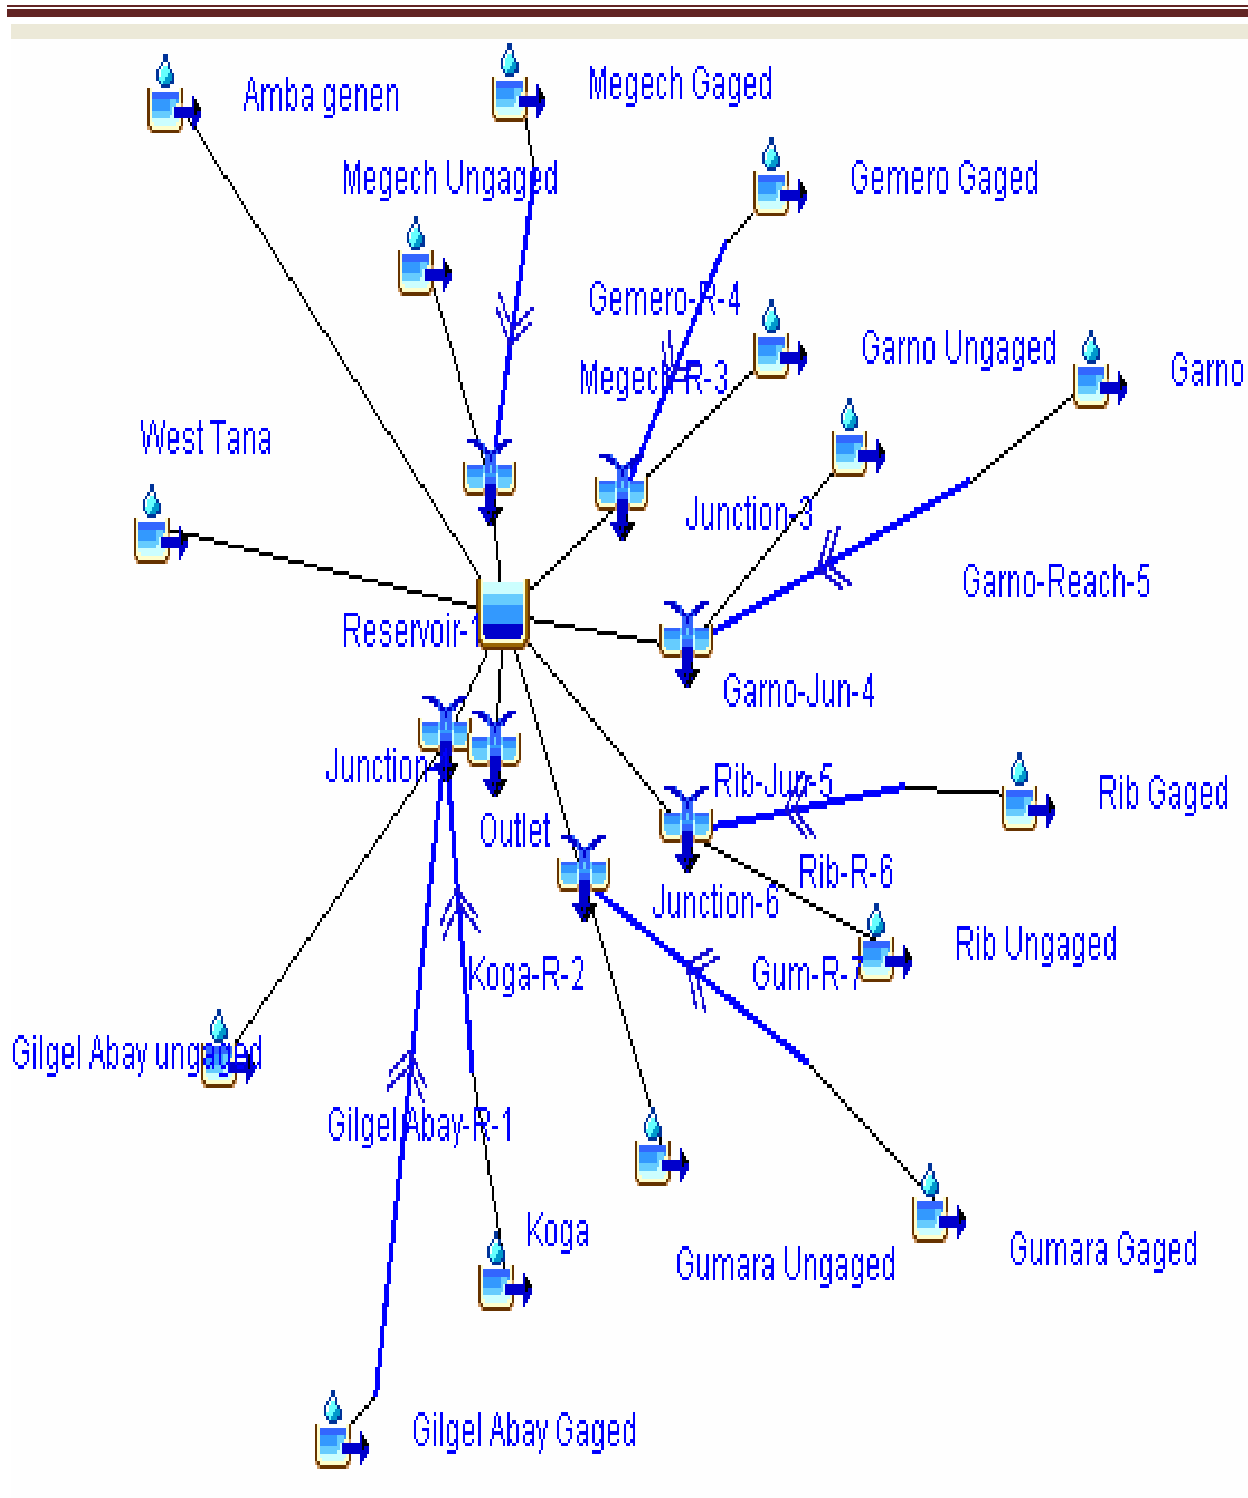 Amba genen
Megech Gaged
Megech Ungaged
Gemero Gaged
Gemero-R-4
Garno Ungaged
Garno
Megech-R-3
West Tana
Junction-3
Garno-Reach-5
Reservoir-1
Garno-Jun-4
Junction-
Rib-Jun-5
Rib Gaged
Outlet
Rib-R-6
Junction-6
Rib Ungaged
Koga-R-2
Gum-R-7
Gilgel Abay ungaged
Gilgel Abay-R-1
Koga
Gumara Ungaged
Gumara Gaged
Gilgel Abay Gaged